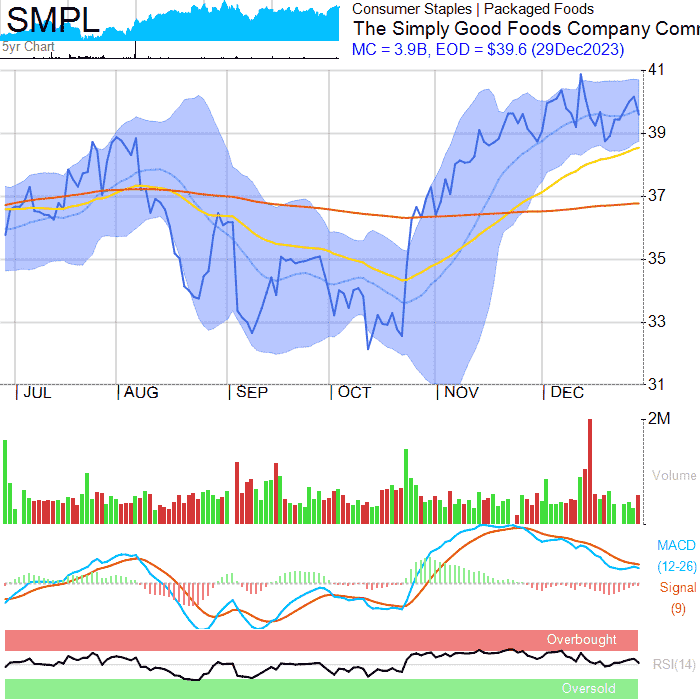 SMPL
5yr Chart
Consumer Staples | Packaged Foods
The Simply Good Foods Company Com
MC = 3.9B, EOD = $39.6 (29Dec2023)
41
39
37
35
33
31
JUL AUG SEP OCT NOV DEC
2M
Volume
MACD
(12-26)
Signal
(9)
Overbought
RSI(14)
Oversold